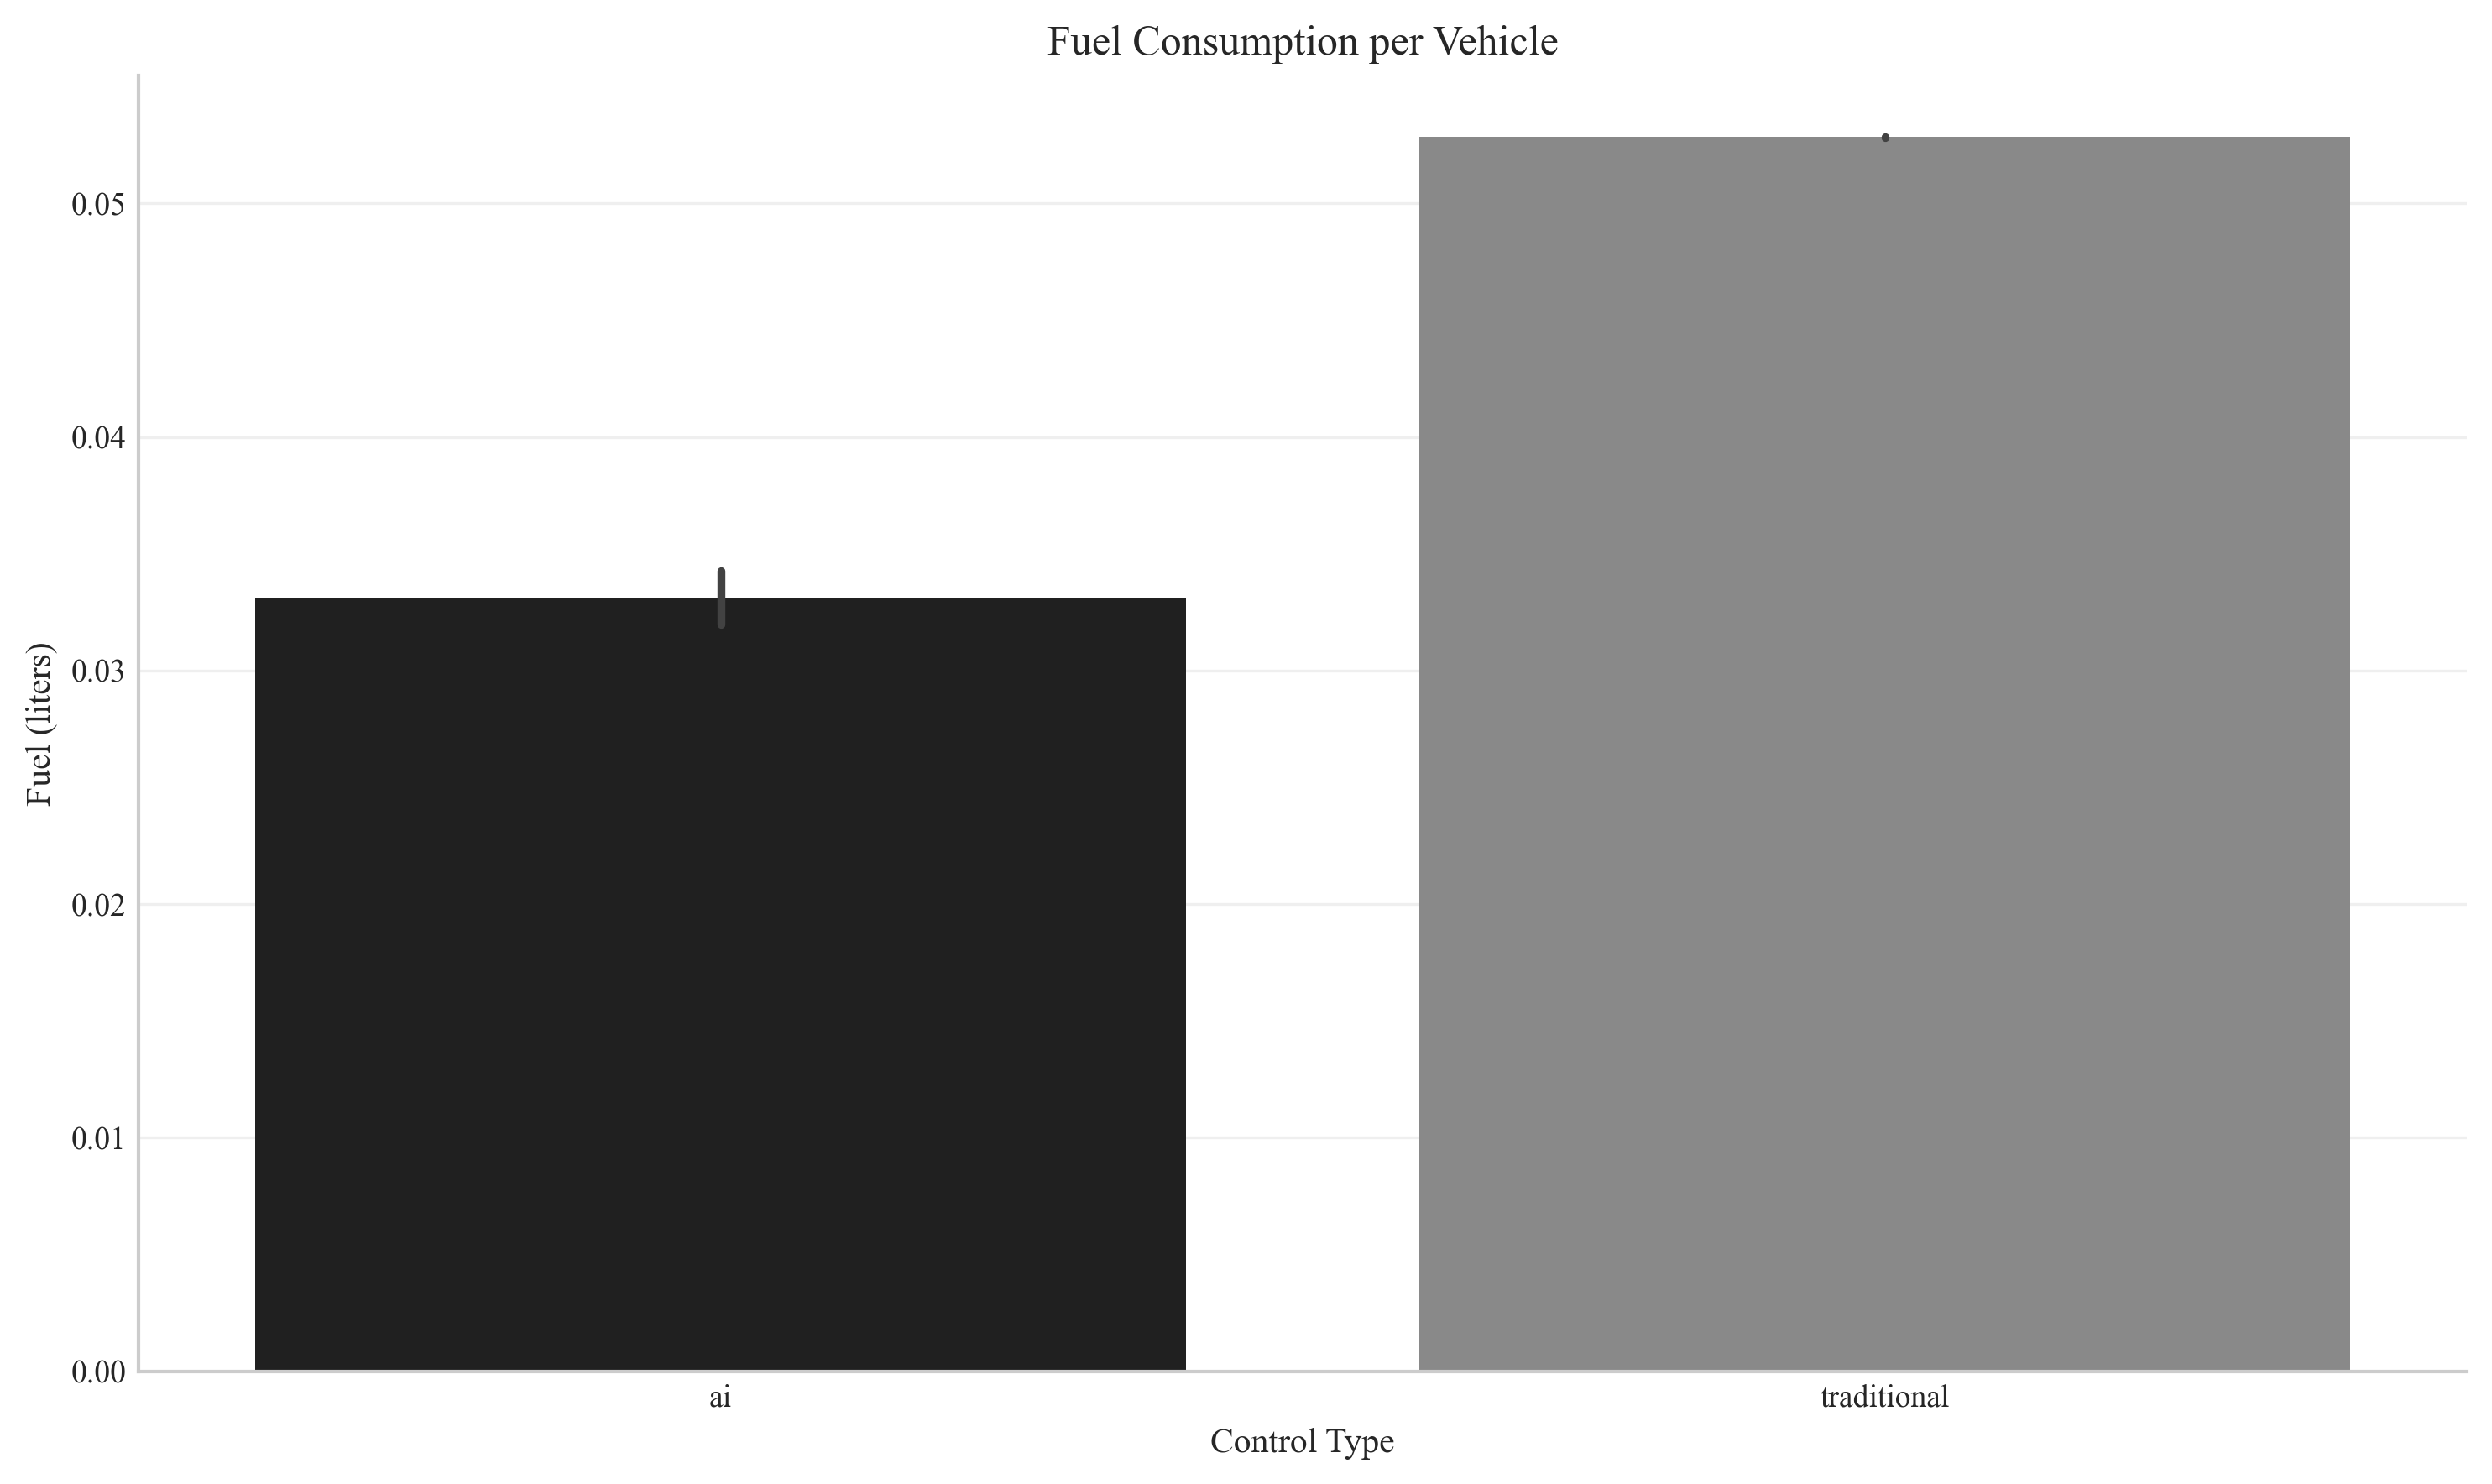 Fuel Consumption per Vehicle
Fuel (liters)
0.05
0.04
0.03
0.02
0.01
0.00
ai
traditional
Control Type